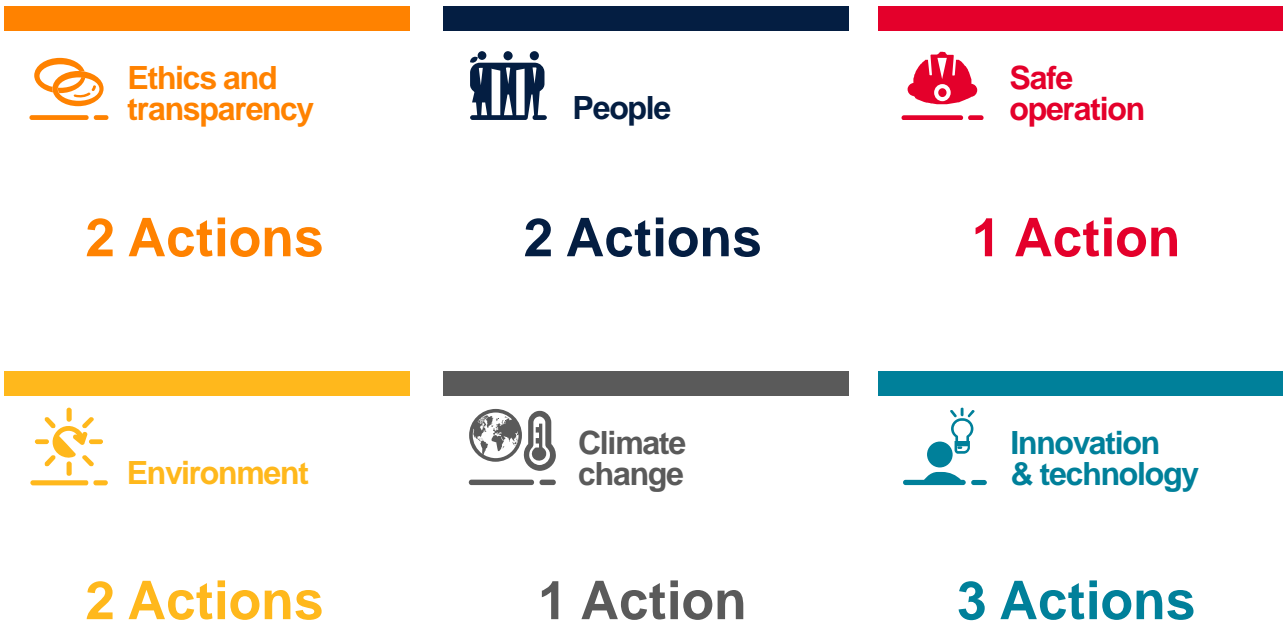 Ethics and
transparency
2 Actions
People
2 Actions
Safe
operation
1 Action
Environment
2 Actions
Climate
change
1 Action
Innovation
& technology
3 Actions